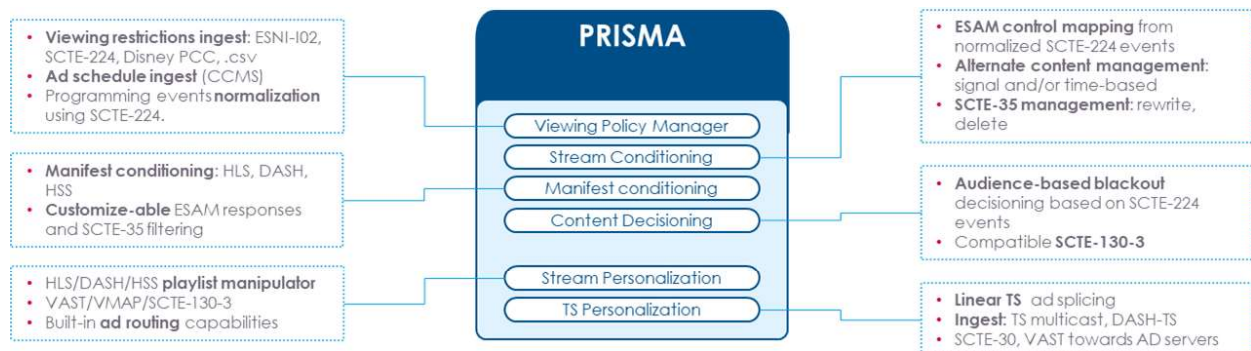 • Viewing restrictions ingest: ESNI-I02,
SCTE-224, Disney PCC, .csv
• Ad schedule ingest (CCMS)
• Programming events normalization
using SCTE-224.
• Manifest conditioning: HLS, DASH,
HSS
• Customize-able ESAM responses
and SCTE-35 filtering
• HLS/DASH/HSS playlist manipulator
• VAST/VMAP/SCTE-130-3
• Built-in ad routing capabilities
PRISMA
Viewing Policy Manager
Stream Conditioning
Manifest conditioning
Content Decisioning
Stream Personalization
TS Personalization
• ESAM control mapping from
normalized SCTE-224 events
• Alternate content management:
signal and/or time-based
• SCTE-35 management: rewrite,
delete
• Audience-based blackout
decisioning based on SCTE-224
events
• Compatible SCTE-130-3
• Linear TS ad splicing
• Ingest: TS multicast, DASH-TS
• SCTE-30, VAST towards AD servers